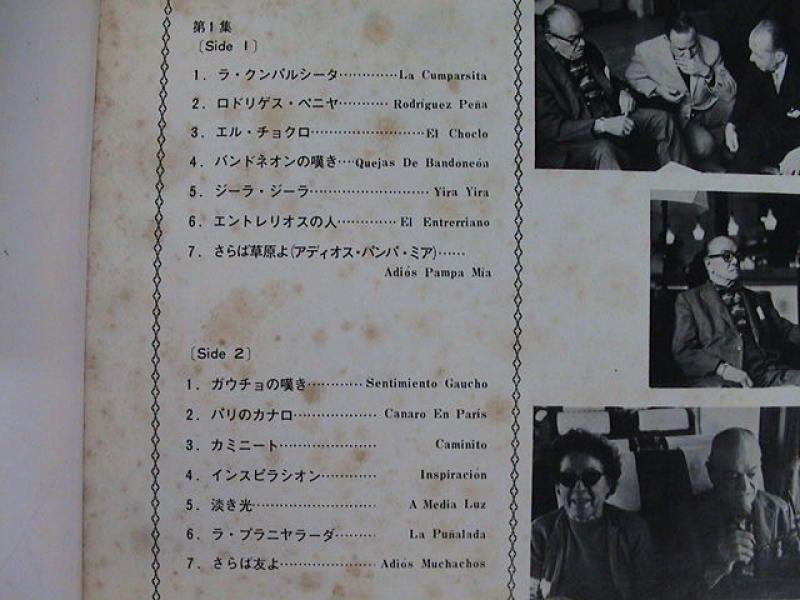 第1集
〔Side 1〕
1. ラ・クンパルシータ…………La Cumparsita
2. ロドリゲス・ペニヤ……… Rodríguez Peña
3. エル・チョクロ……………………El Choclo
4. バンドネオンの嘆き…Quejas De Bandoneón
5. ジーラ・ジーラ…………………… Yira Yira
6. エントレリオスの人………… El Entrerriano
7. さらば草原よ(アディオス・パンパ・ミア)……
Adiós Pampa Mia
〔Side 2〕
1. ガウチョの嘆き…………Sentimiento Gaucho
2. パリのカナロ……………… Canaro En París
3. カミニート………………… Caminito
4. インスピラシオン………… Inspiración
5. 淡き光……………………… A Media Luz
6. ラ・プニャラーダ……… La Puñalada
7. さらば友よ………………… Adiós Muchachos